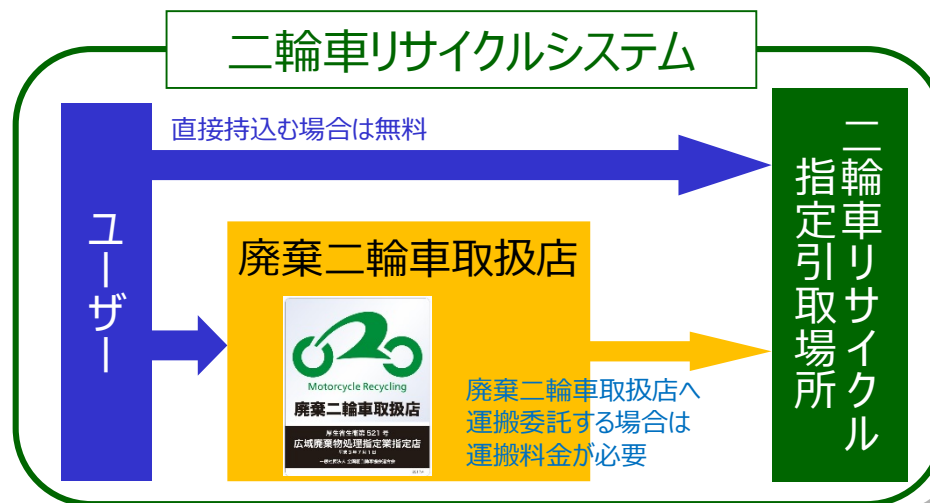 二輪車リサイクルシステム
直接持込む場合は無料
ユーザー
廃棄二輪車取扱店
Motorcycle Recycling
廃棄二輪車取扱店
広域廃棄物処理指定業指定店
廃棄二輪車取扱店へ
運搬委託する場合は
運搬料金が必要
二輪車リサイクル
指定引取場所